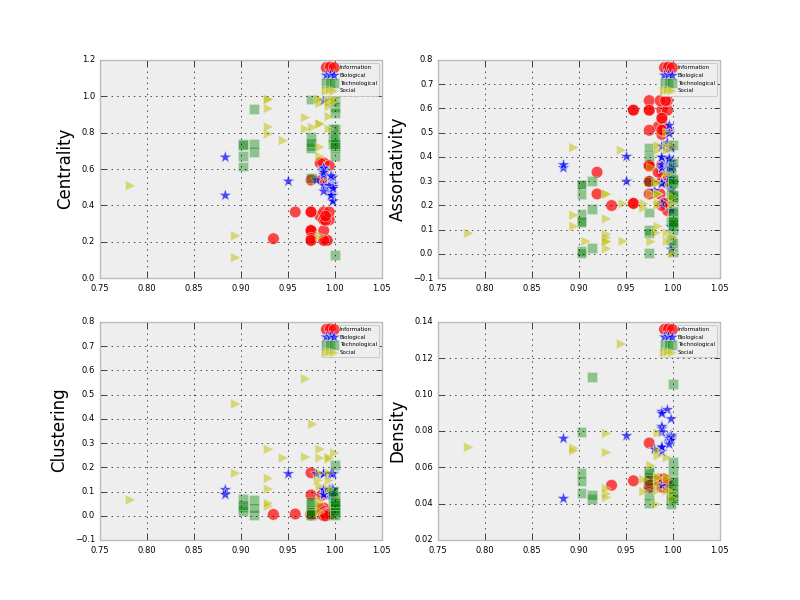 1.2
1.0
0.8
0.6
0.4
0.2
0.0
Centrality
0.75 0.80 0.85 0.90 0.95 1.00 1.05
Information
Biological
Technological
Social
0.8
0.7
0.6
0.5
0.4
0.3
0.2
0.1
0.0
−0.1
Assortativity
0.75 0.80 0.85 0.90 0.95 1.00 1.05
Information
Biological
Technological
Social
0.8
0.7
0.6
0.5
0.4
0.3
0.2
0.1
0.0
−0.1
Clustering
0.75 0.80 0.85 0.90 0.95 1.00 1.05
Information
Biological
Technological
Social
0.14
0.12
0.10
0.08
0.06
0.04
0.02
Density
0.75 0.80 0.85 0.90 0.95 1.00 1.05
Information
Biological
Technological
Social